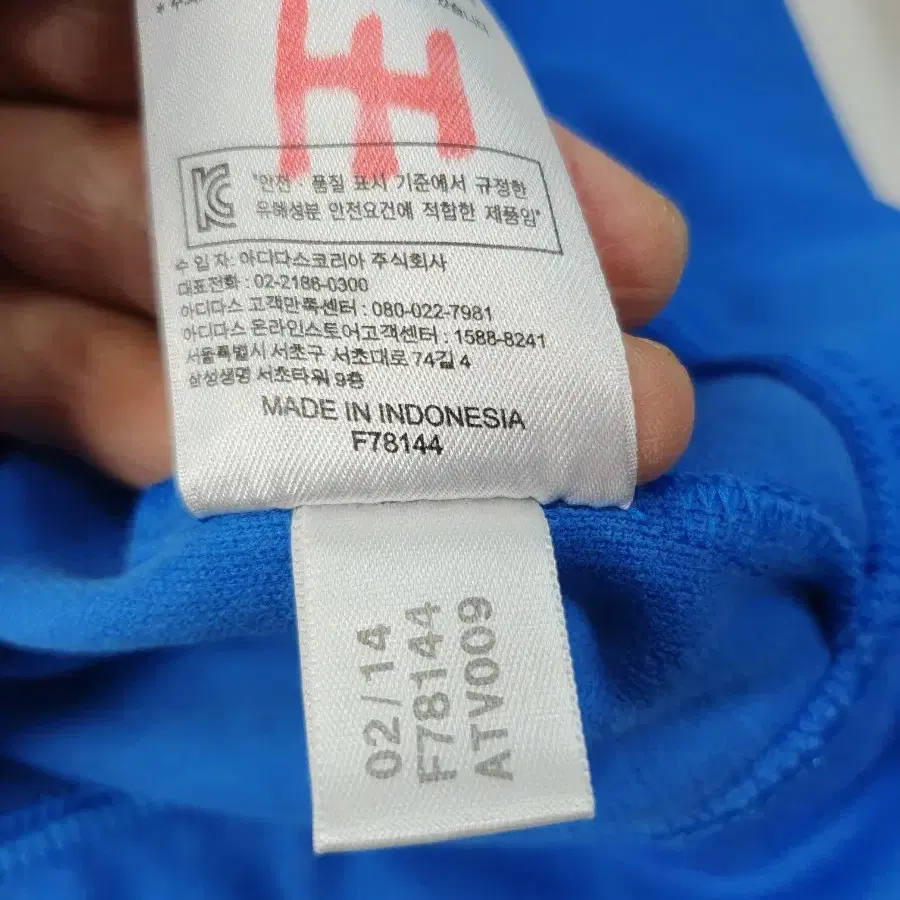 "안전·품질 표시 기준에서 규정한
유해성분 안전요건에 적합한 제품임"
수 입 자: 아디다스코리아 주식회사
대표전화 : 02-2186-0300
아디다스 고객만족센터 : 080-022-7981
아디다스 온라인스토어고객센터 : 1588-8241
서울특별시 서초구 서초대로 74길 4
삼성생명 서초타워 9층
MADE IN INDONESIA
F78144
02/14
F78144
ATV009